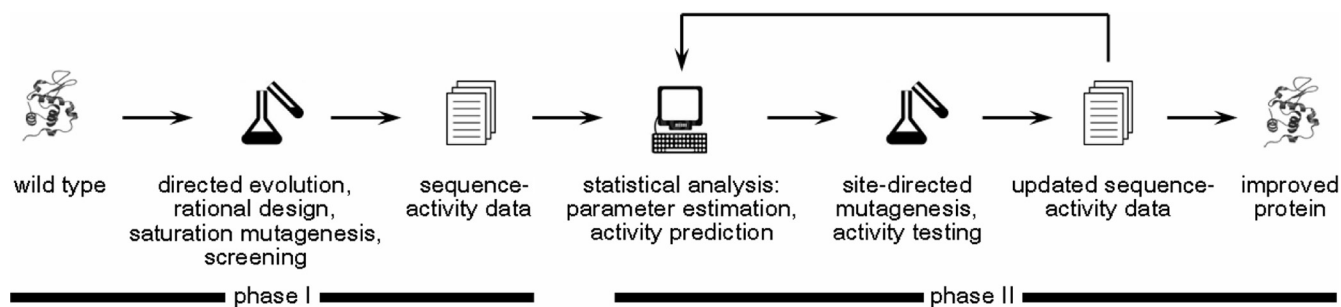 wild type
directed evolution,
rational design,
saturation mutagenesis,
screening
sequence-
activity data
statistical analysis:
parameter estimation,
activity prediction
site-directed
mutagenesis,
activity testing
updated sequence-
activity data
improved
protein
phase I
phase II